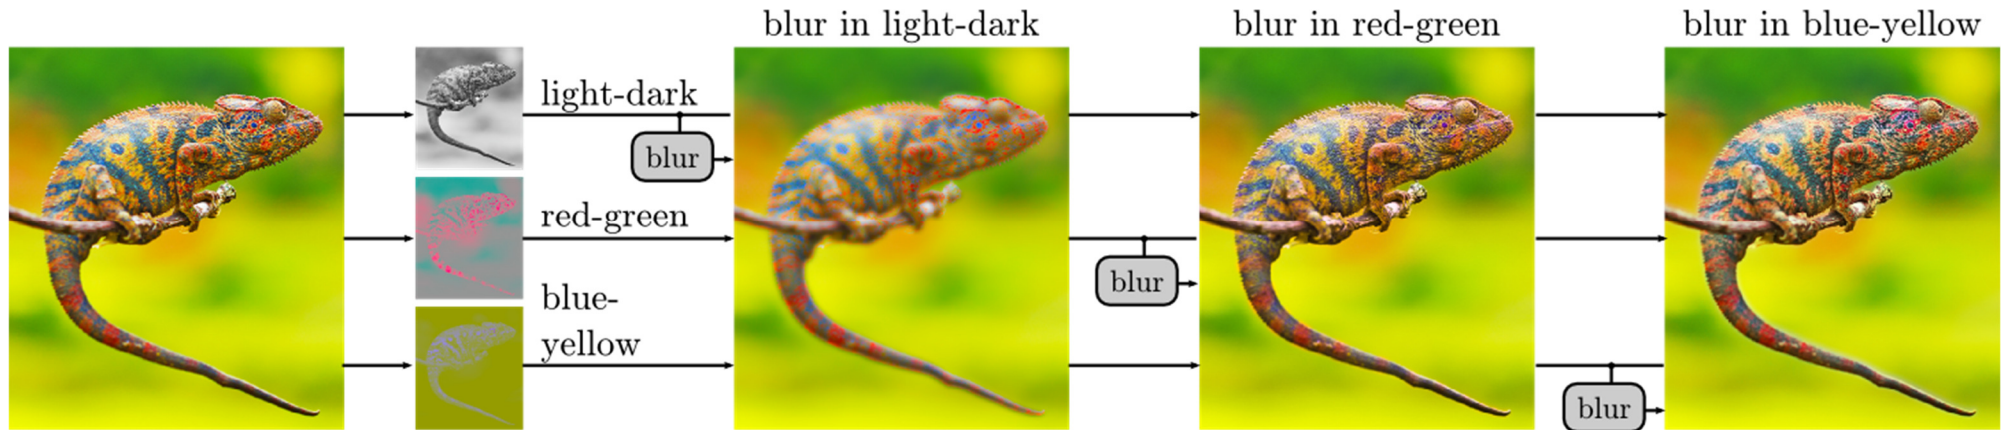 blur in light-dark
blur in red-green
blur in blue-yellow
light-dark
blur
red-green
blur
blue-
yellow
blur